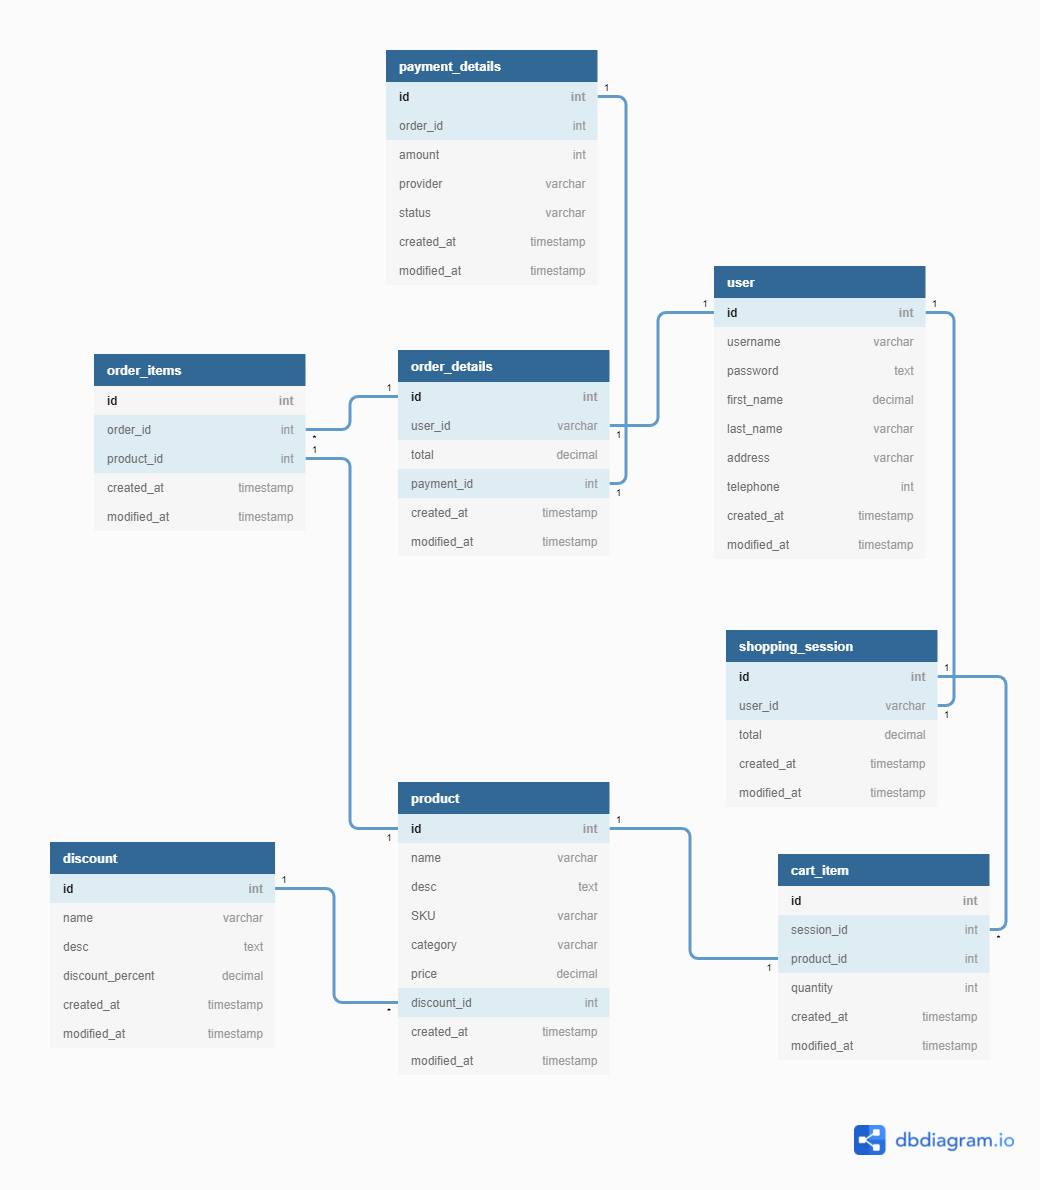 payment_details
1
id int
order_id int
amount int
provider varchar
status varchar
created_at timestamp
modified_at timestamp
user
1 1
id int
username varchar
password text
first_name decimal
last_name varchar
address varchar
telephone int
created_at timestamp
modified_at timestamp
order_items
id int
order_id int
*
1
product_id int
created_at timestamp
modified_at timestamp
order_details
1
id int
user_id varchar
1
total decimal
payment_id int
1
created_at timestamp
modified_at timestamp
shopping_session
1
id int
user_id varchar
1
total decimal
created_at timestamp
modified_at timestamp
product
1
id int
1
name varchar
desc text
SKU varchar
category varchar
price decimal
discount_id int
*
created_at timestamp
modified_at timestamp
discount
1
id int
name varchar
desc text
discount_percent decimal
created_at timestamp
modified_at timestamp
cart_item
id int
session_id int
*
product_id int
1
quantity int
created_at timestamp
modified_at timestamp
dbdiagram.io